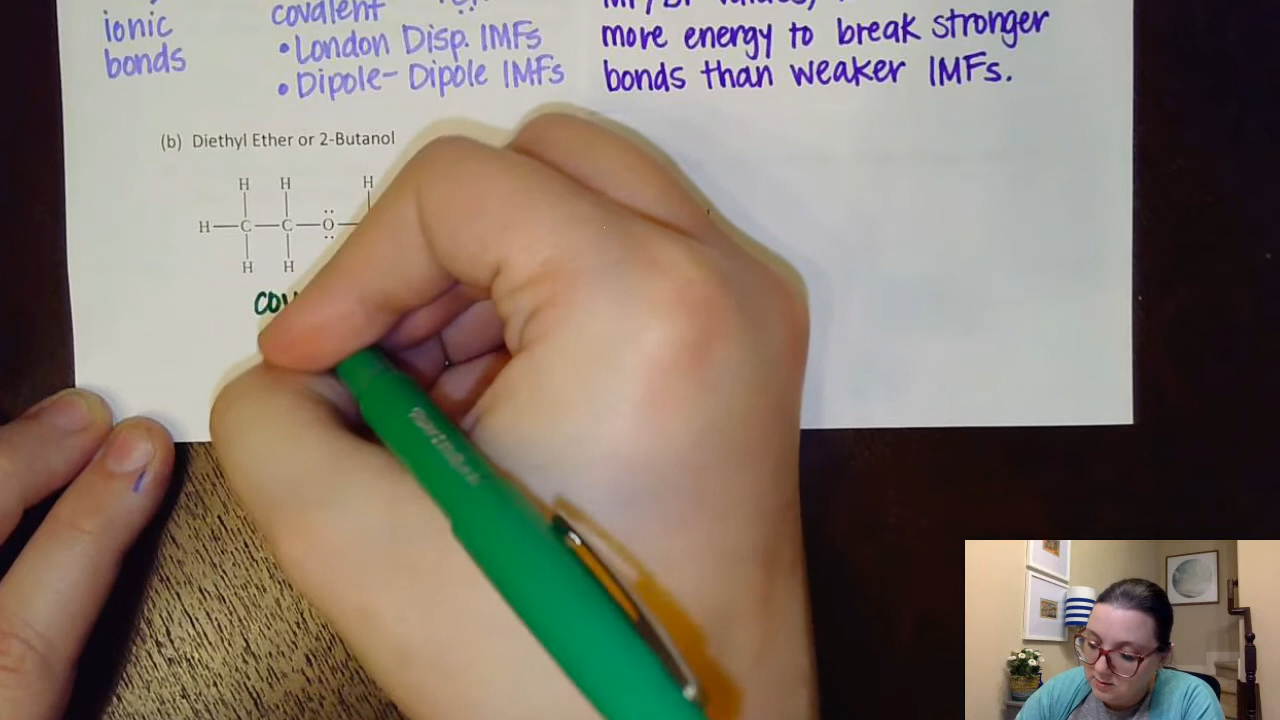 ionic
bonds
covalent
• London Disp. IMFs
• Dipole-Dipole IMFs
more energy to break stronger
bonds than weaker IMFs.
(b) Diethyl Ether or 2-Butanol
H H H
H—C—C—O—
H H